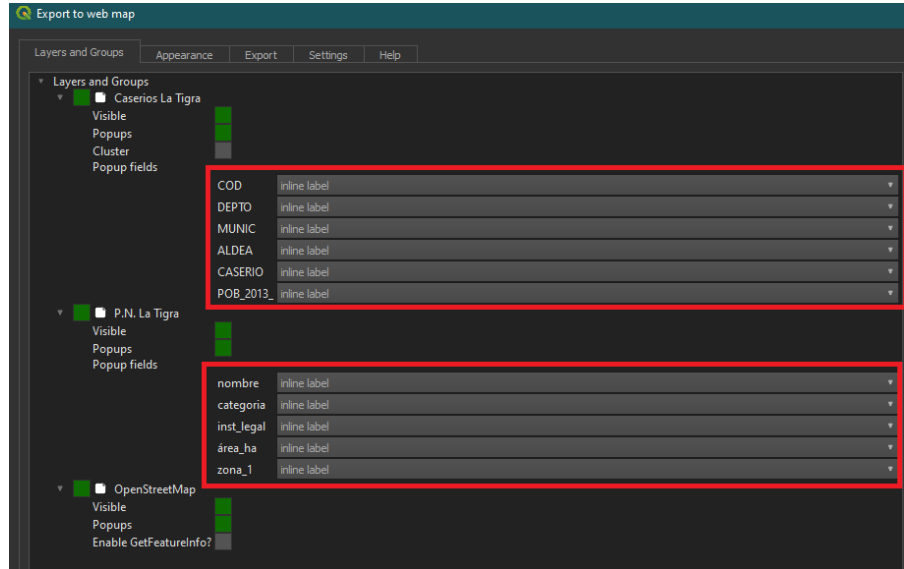 Export to web map
Layers and Groups Appearance Export Settings Help
Layers and Groups
Caserios La Tigra
Visible
Popups
Cluster
Popup fields
COD inline label
DEPTO inline label
MUNIC inline label
ALDEA inline label
CASERIO inline label
POB_2013_ inline label
P.N. La Tigra
Visible
Popups
Popup fields
nombre inline label
categoria inline label
inst_legal inline label
área_ha inline label
zona_1 inline label
OpenStreetMap
Visible
Popups
Enable GetFeatureInfo?